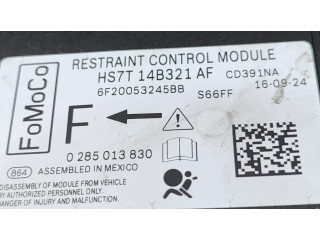 FoMoCo
RESTRAINT CONTROL MODULE
HS7T 14B321 AF CD391NA
6F20053245BB S66FF 16-09-24
F
0 285 013 830
864 ASSEMBLED IN MEXICO
DISASSEMBLY OF MODULE FROM VEHICLE
BY AUTHORIZED PERSONNEL ONLY.
DANGER OF INJURY AND MALFUNCTION.